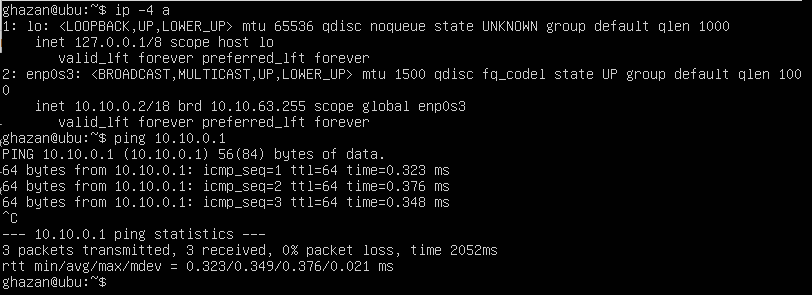 ghazan@ubu:~$ ip -4 a
1: lo: <LOOPBACK,UP,LOWER_UP> mtu 65536 qdisc noqueue state UNKNOWN group default qlen 1000
    inet 127.0.0.1/8 scope host lo
       valid_lft forever preferred_lft forever
2: enp0s3: <BROADCAST,MULTICAST,UP,LOWER_UP> mtu 1500 qdisc fq_codel state UP group default qlen 100
0
    inet 10.10.0.2/18 brd 10.10.63.255 scope global enp0s3
       valid_lft forever preferred_lft forever
ghazan@ubu:~$ ping 10.10.0.1
PING 10.10.0.1 (10.10.0.1) 56(84) bytes of data.
64 bytes from 10.10.0.1: icmp_seq=1 ttl=64 time=0.323 ms
64 bytes from 10.10.0.1: icmp_seq=2 ttl=64 time=0.376 ms
64 bytes from 10.10.0.1: icmp_seq=3 ttl=64 time=0.348 ms
^C
--- 10.10.0.1 ping statistics ---
3 packets transmitted, 3 received, 0% packet loss, time 2052ms
rtt min/avg/max/mdev = 0.323/0.349/0.376/0.021 ms
ghazan@ubu:~$